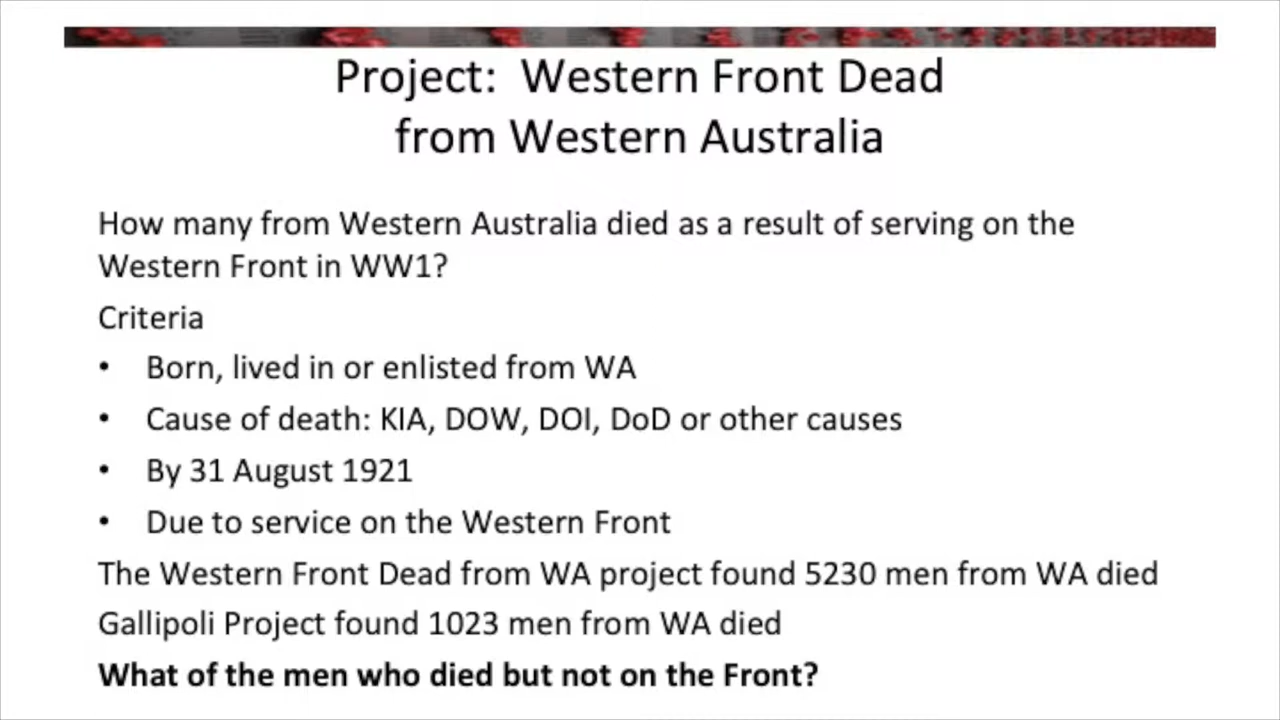 Project: Western Front Dead
from Western Australia
How many from Western Australia died as a result of serving on the
Western Front in WW1?
Criteria
• Born, lived in or enlisted from WA
• Cause of death: KIA, DOW, DOI, DoD or other causes
• By 31 August 1921
• Due to service on the Western Front
The Western Front Dead from WA project found 5230 men from WA died
Gallipoli Project found 1023 men from WA died
What of the men who died but not on the Front?